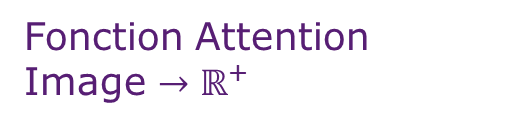 Fonction Attention
Image → ℝ⁺